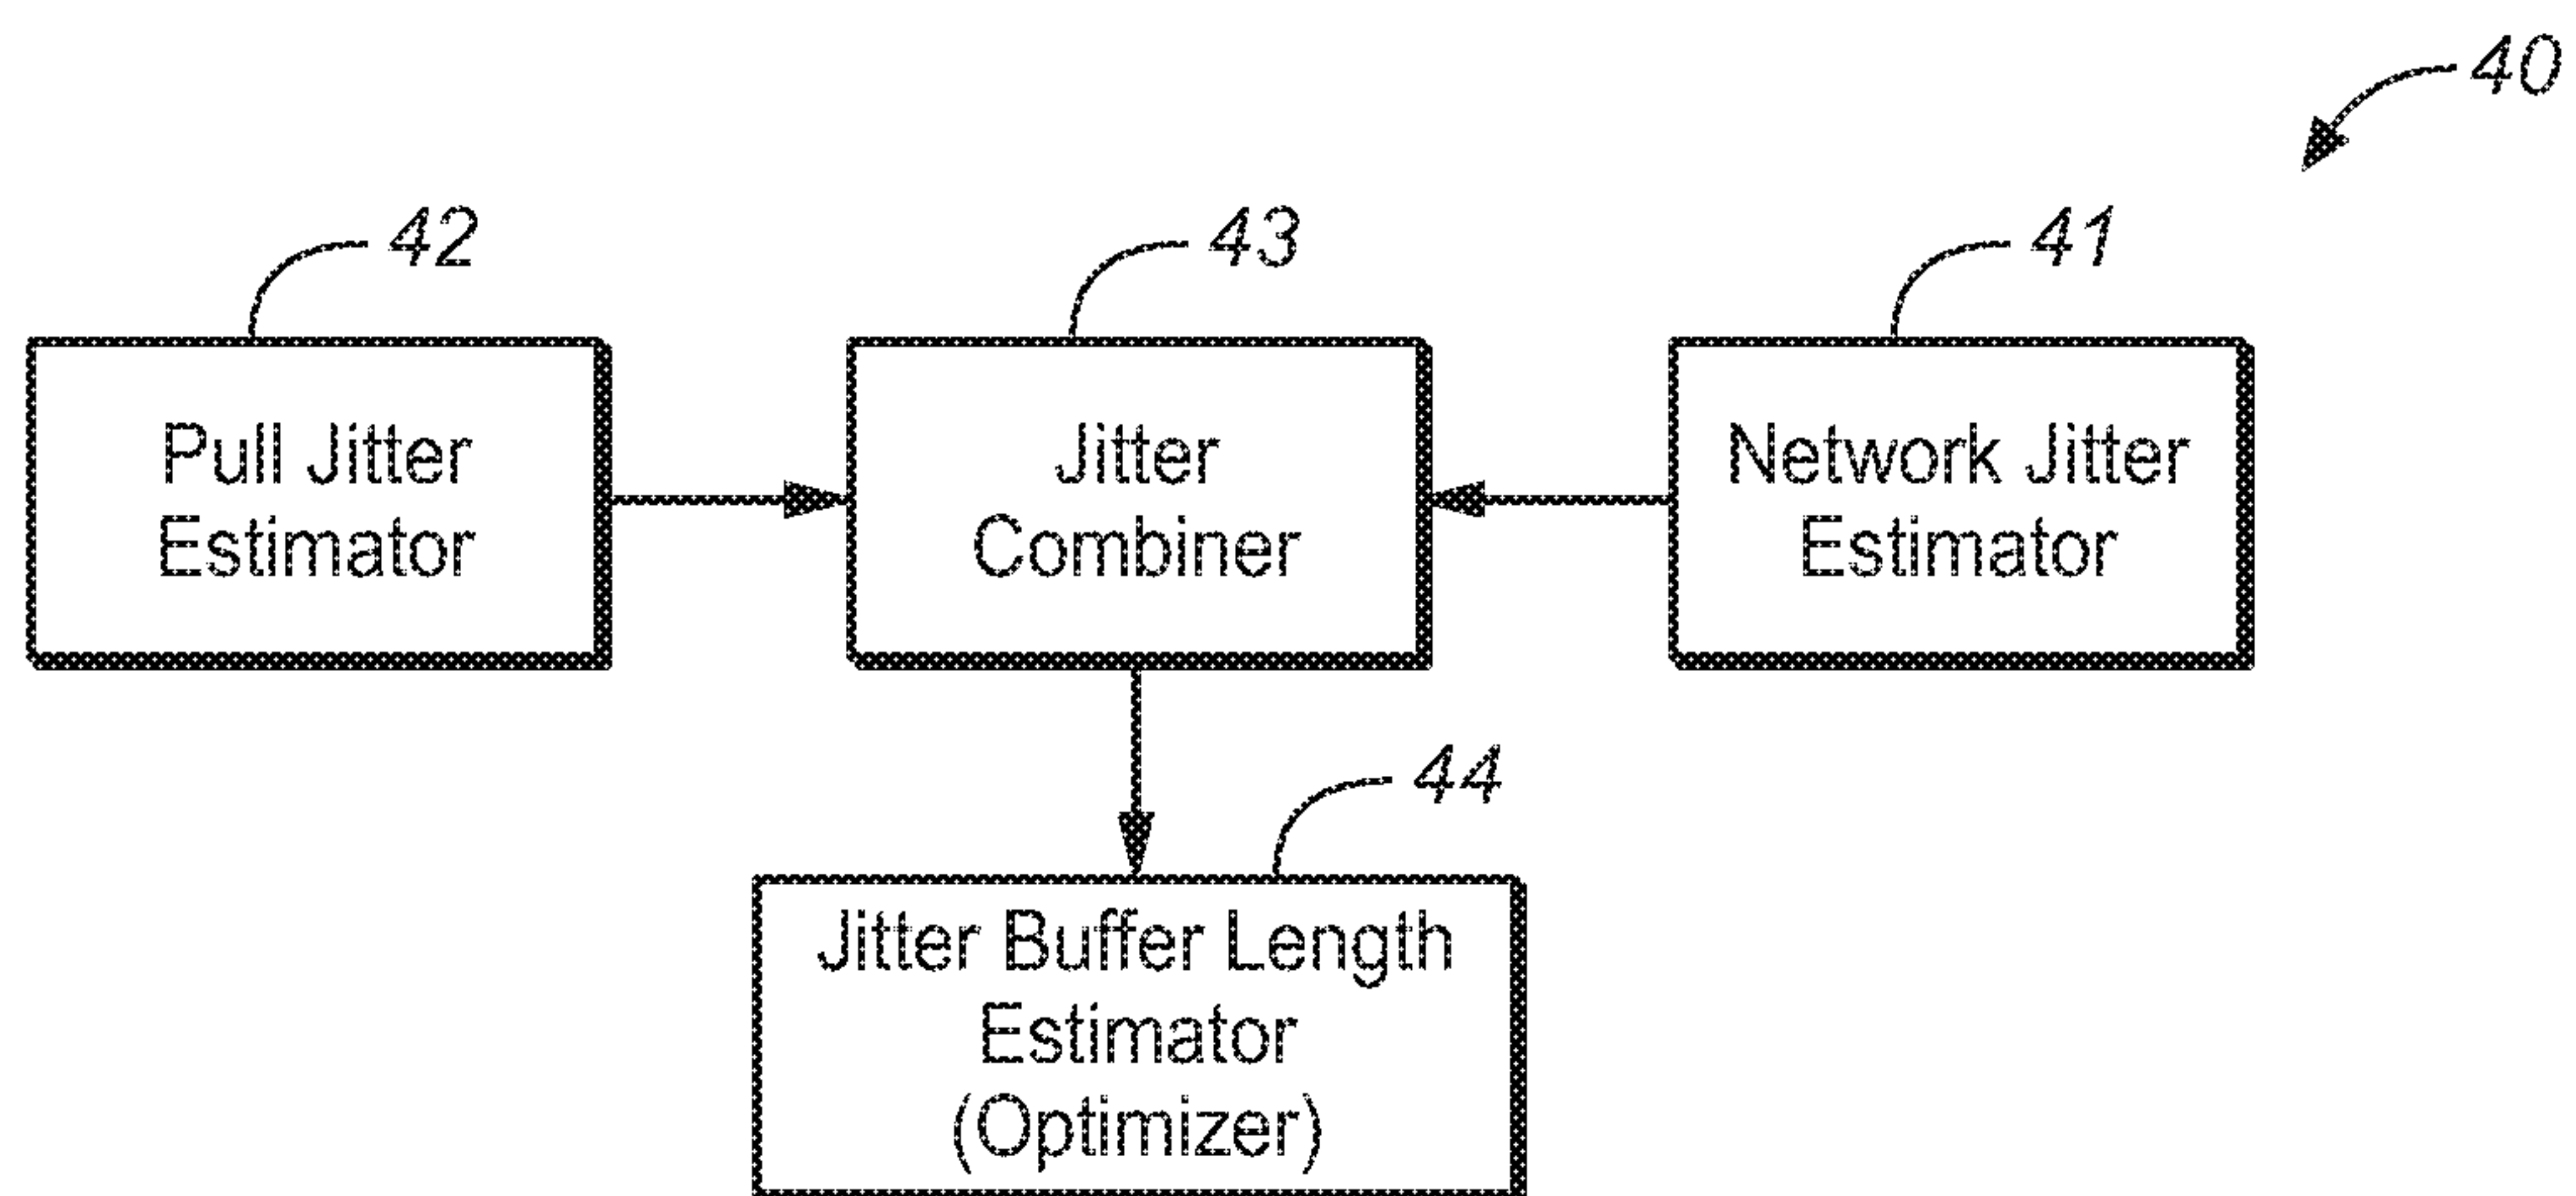 40
42
43
41
Pull Jitter
Estimator
Jitter
Combiner
Network Jitter
Estimator
44
Jitter Buffer Length
Estimator
(Optimizer)